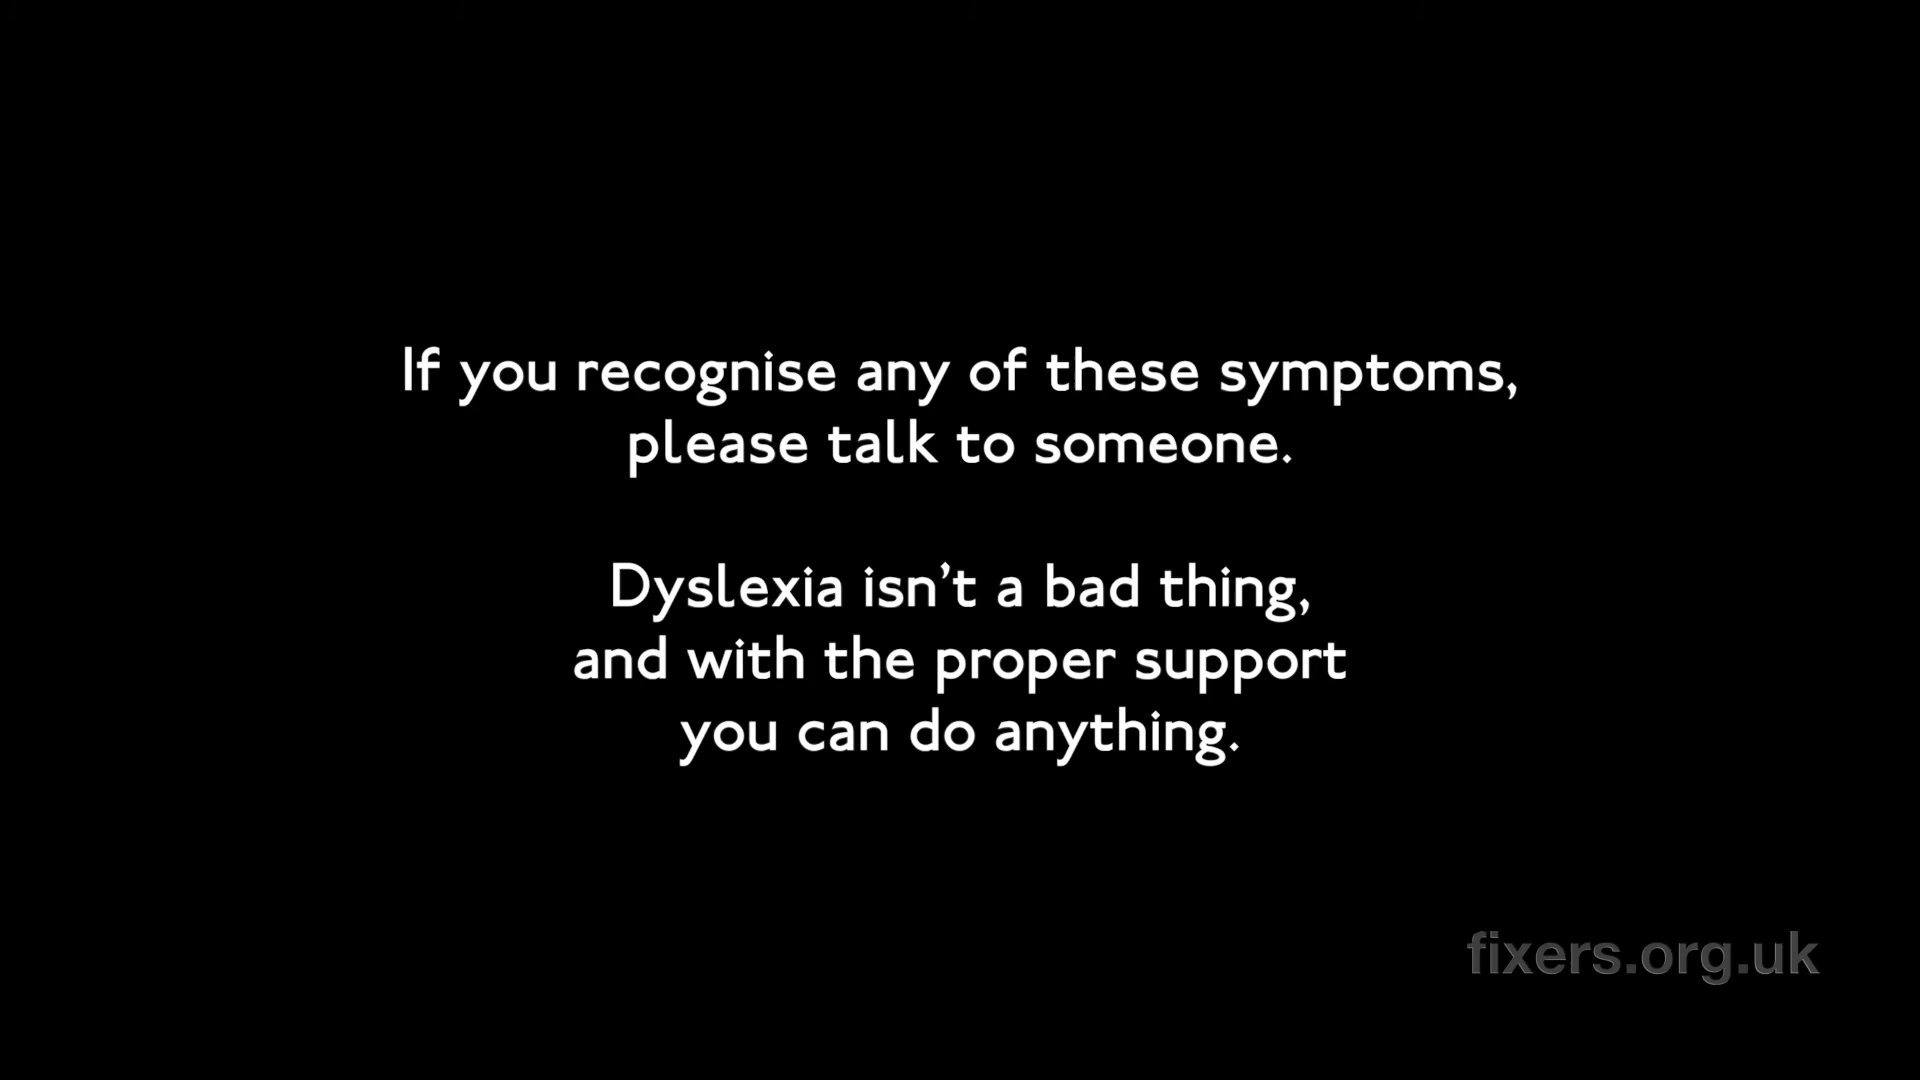 If you recognise any of these symptoms,
please talk to someone.
Dyslexia isn’t a bad thing,
and with the proper support
you can do anything.
fixers.org.uk